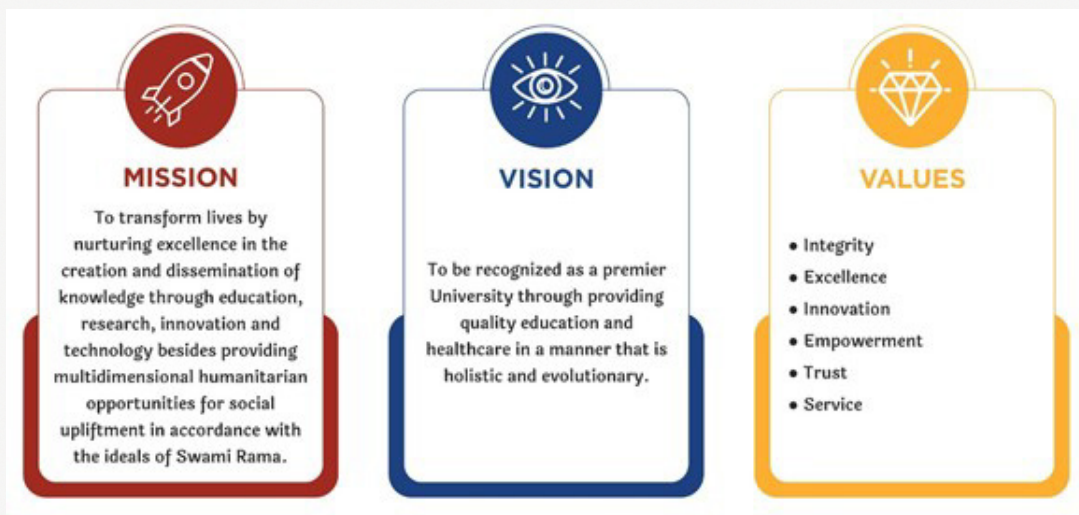 MISSION
To transform lives by
nurturing excellence in the
creation and dissemination of
knowledge through education,
research, innovation and
technology besides providing
multidimensional humanitarian
opportunities for social
upliftment in accordance with
the ideals of Swami Rama.
VISION
To be recognized as a premier
University through providing
quality education and
healthcare in a manner that is
holistic and evolutionary.
VALUES
• Integrity
• Excellence
• Innovation
• Empowerment
• Trust
• Service